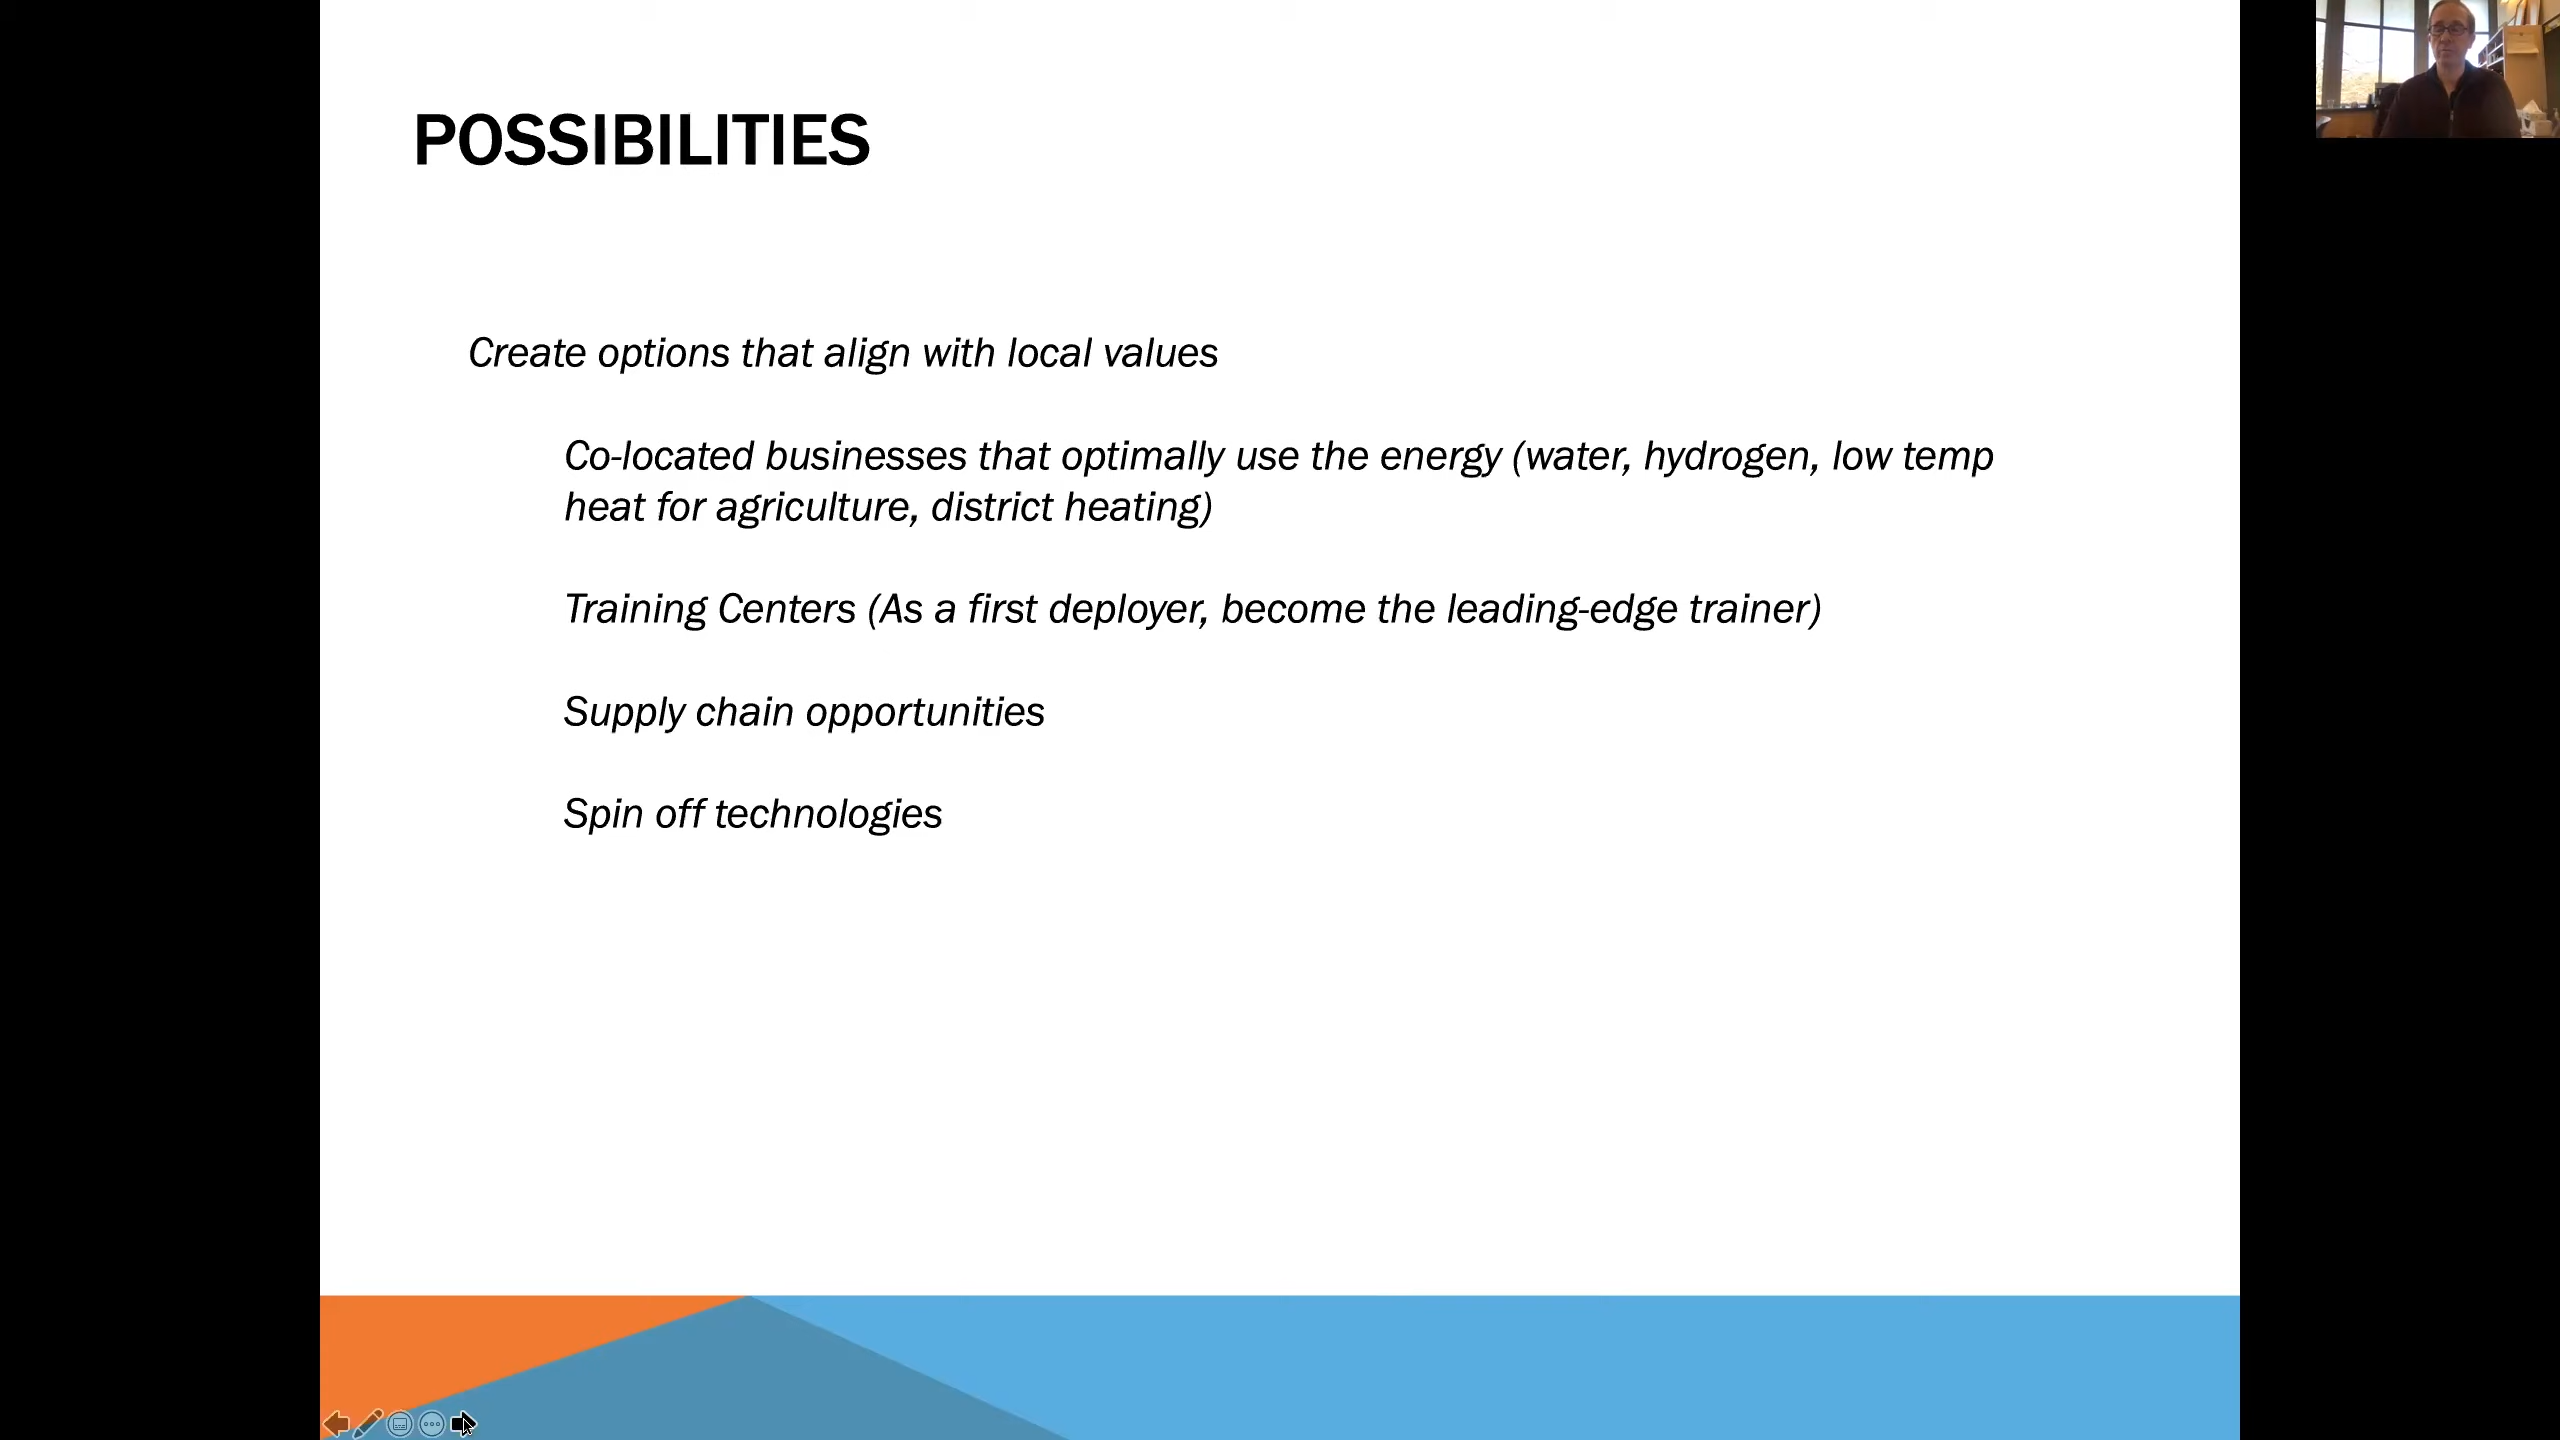 POSSIBILITIES
Create options that align with local values
Co-located businesses that optimally use the energy (water, hydrogen, low temp
heat for agriculture, district heating)
Training Centers (As a first deployer, become the leading-edge trainer)
Supply chain opportunities
Spin off technologies